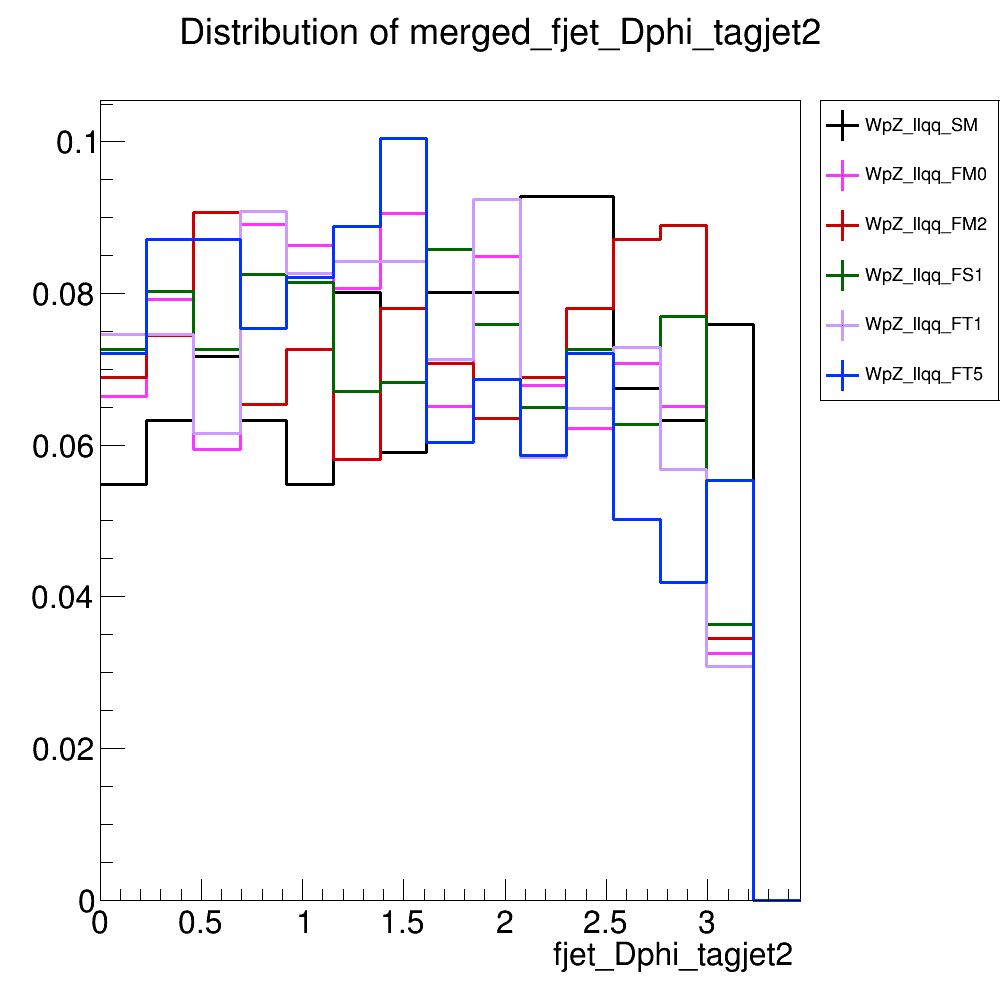 Distribution of merged_fjet_Dphi_tagjet2
0.1
0.08
0.06
0.04
0.02
0
0 0.5 1 1.5 2 2.5 3
fjet_Dphi_tagjet2
WpZ_llqq_SM
WpZ_llqq_FM0
WpZ_llqq_FM2
WpZ_llqq_FS1
WpZ_llqq_FT1
WpZ_llqq_FT5